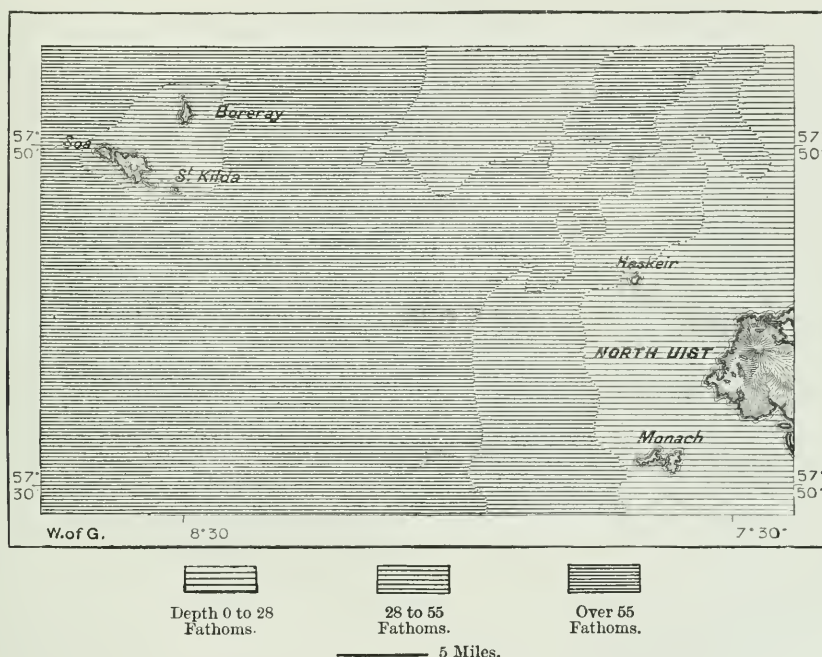 Boreray
57° 57°
50' Soa 50'
St. Kilda
Haskeir
NORTH UIST
Monach
57° 57°
30' 50'
W. of G. 8°30 7°30'
Depth 0 to 28 28 to 55 Over 55
Fathoms. Fathoms. Fathoms.
5 Miles.